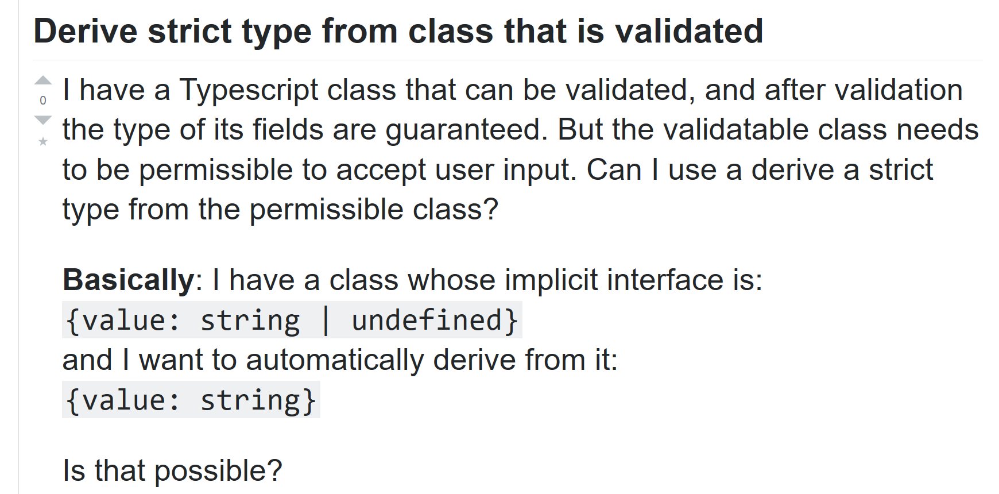 Derive strict type from class that is validated
0
I have a Typescript class that can be validated, and after validation
the type of its fields are guaranteed. But the validatable class needs
to be permissible to accept user input. Can I use a derive a strict
type from the permissible class?
Basically: I have a class whose implicit interface is:
{value: string | undefined}
and I want to automatically derive from it:
{value: string}
Is that possible?